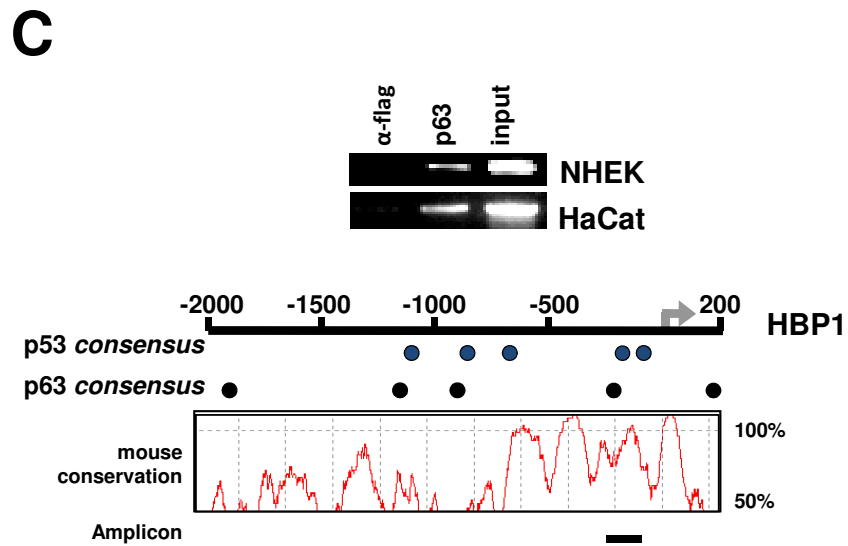 C
α-flag p63 input
NHEK
HaCat
-2000 -1500 -1000 -500 200
HBP1
p53 consensus
p63 consensus
mouse
conservation
100%
50%
Amplicon